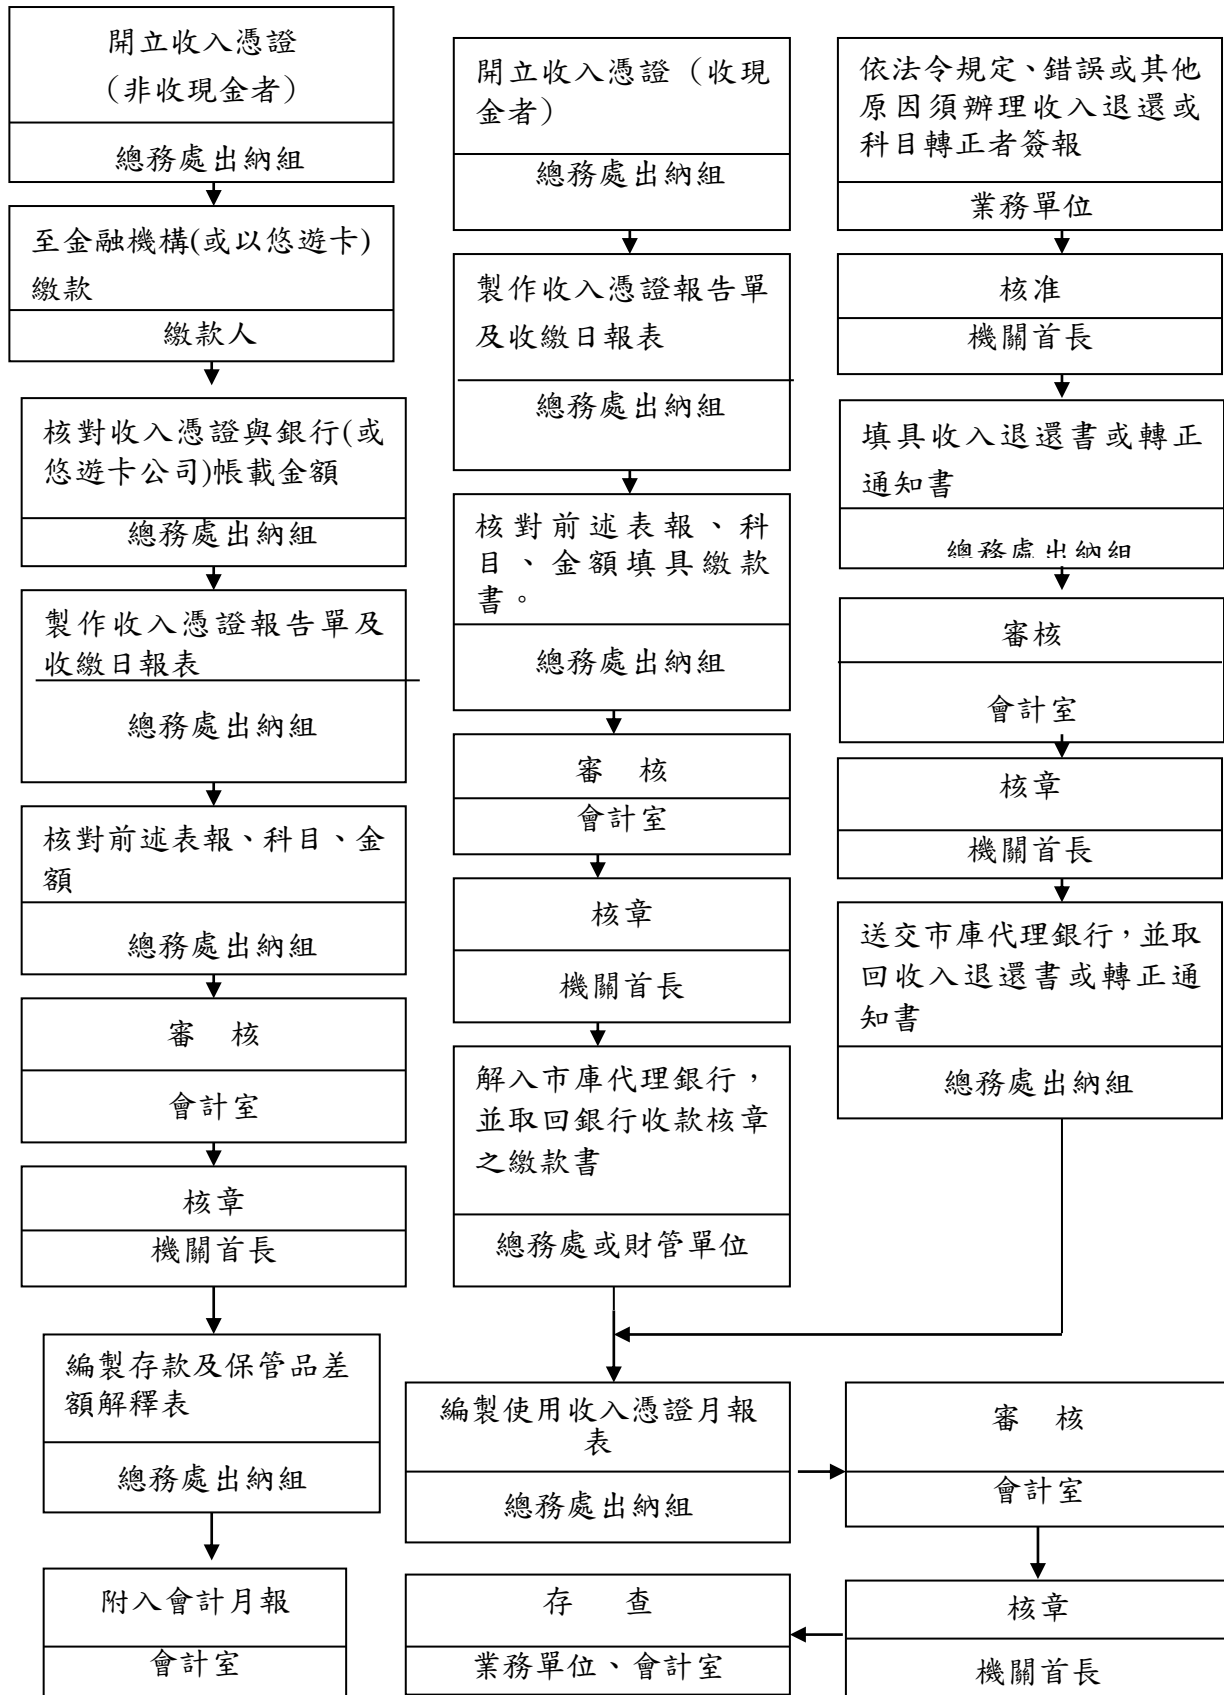 開立收入憑證
（非收現金者）
總務處出納組
至金融機構(或以悠遊卡)
繳款
繳款人
核對收入憑證與銀行(或
悠遊卡公司)帳載金額
總務處出納組
製作收入憑證報告單及
收繳日報表
總務處出納組
核對前述表報、科目、金
額
總務處出納組
審　核
會計室
核章
機關首長
編製存款及保管品差
額解釋表
總務處出納組
附入會計月報
會計室
開立收入憑證（收現
金者）
總務處出納組
製作收入憑證報告單
及收繳日報表
總務處出納組
核對前述表報、科
目、金額填具繳款
書。
總務處出納組
審　核
會計室
核章
機關首長
解入市庫代理銀行，
並取回銀行收款核章
之繳款書
總務處或財管單位
依法令規定、錯誤或其他
原因須辦理收入退還或
科目轉正者簽報
業務單位
核准
機關首長
填具收入退還書或轉正
通知書
總務處出納組
審核
會計室
核章
機關首長
送交市庫代理銀行，並取
回收入退還書或轉正通
知書
總務處出納組
編製使用收入憑證月報
表
總務處出納組
審　核
會計室
核章
機關首長
存　查
業務單位、會計室